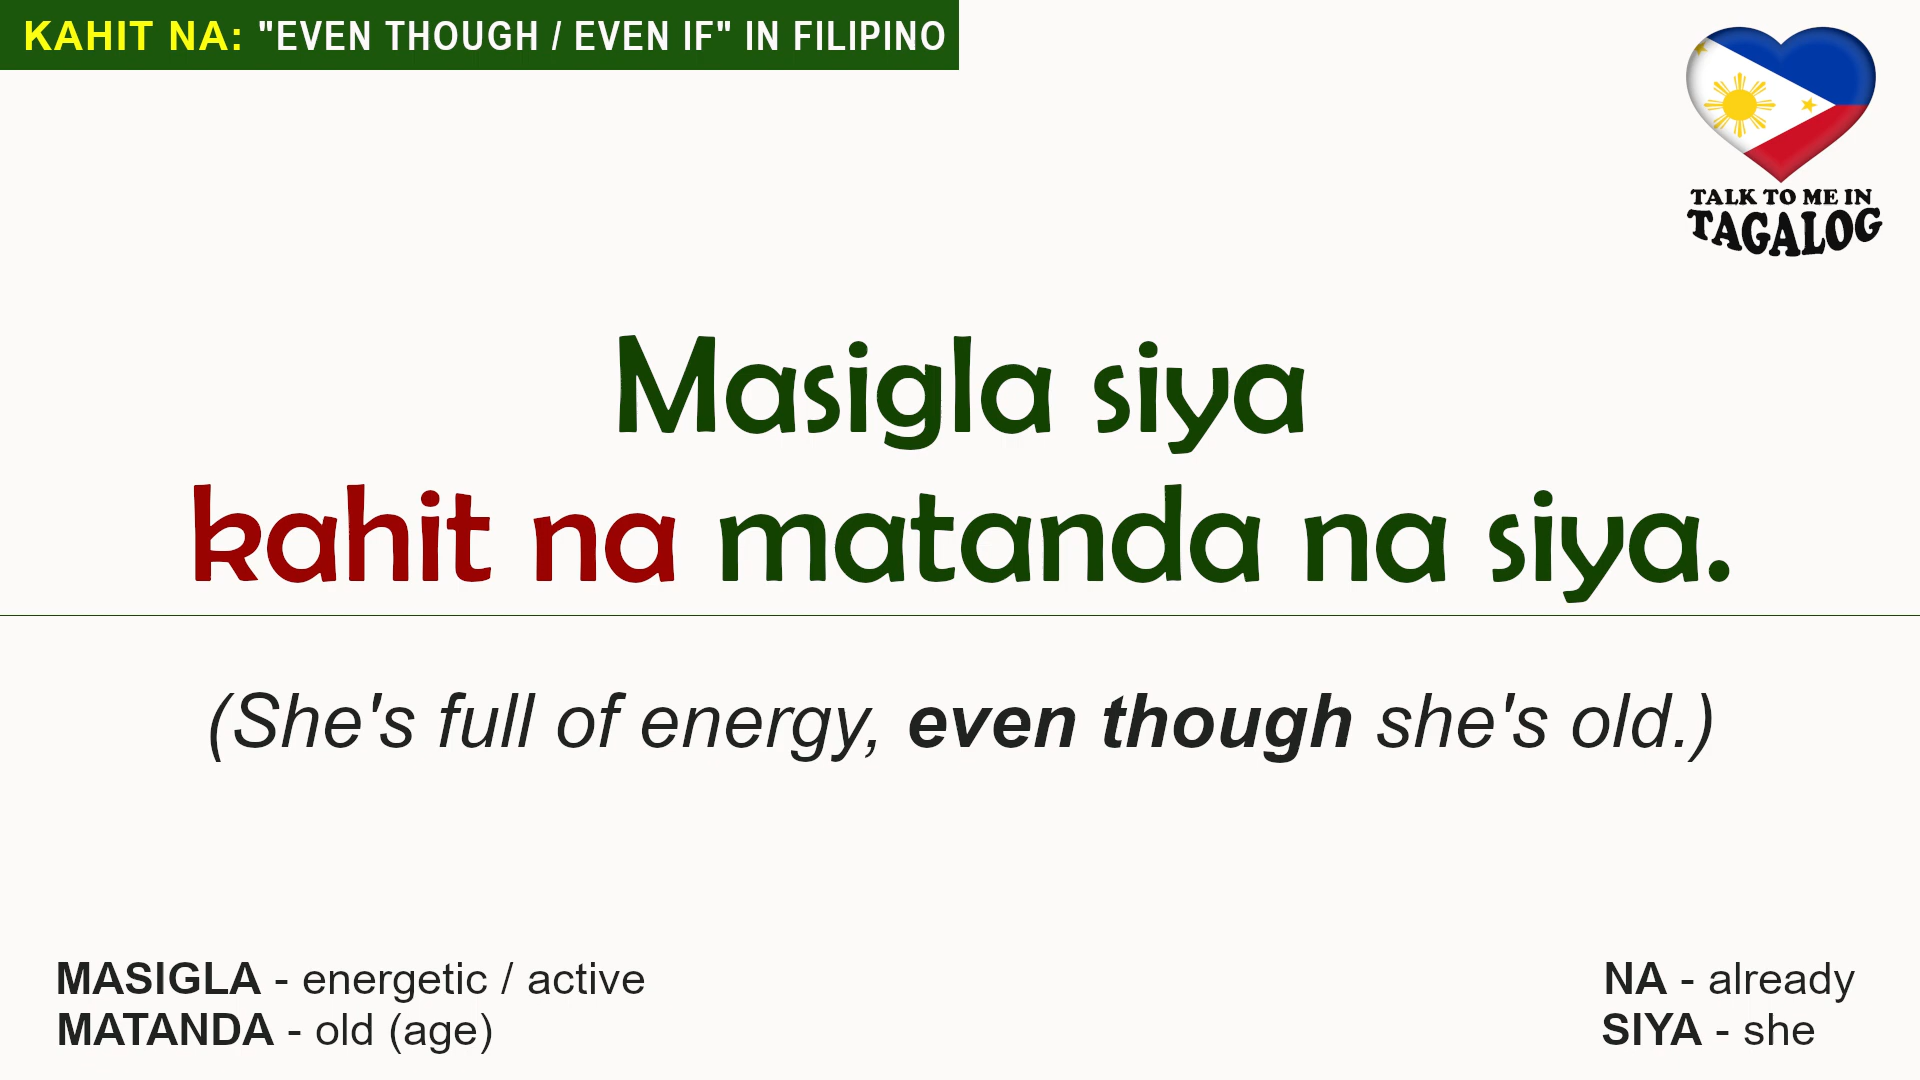 KAHIT NA: "EVEN THOUGH / EVEN IF" IN FILIPINO
TALK TO ME IN
TAGALOG
Masigla siya
kahit na matanda na siya.
(She's full of energy, even though she's old.)
MASIGLA - energetic / active
MATANDA - old (age)
NA - already
SIYA - she